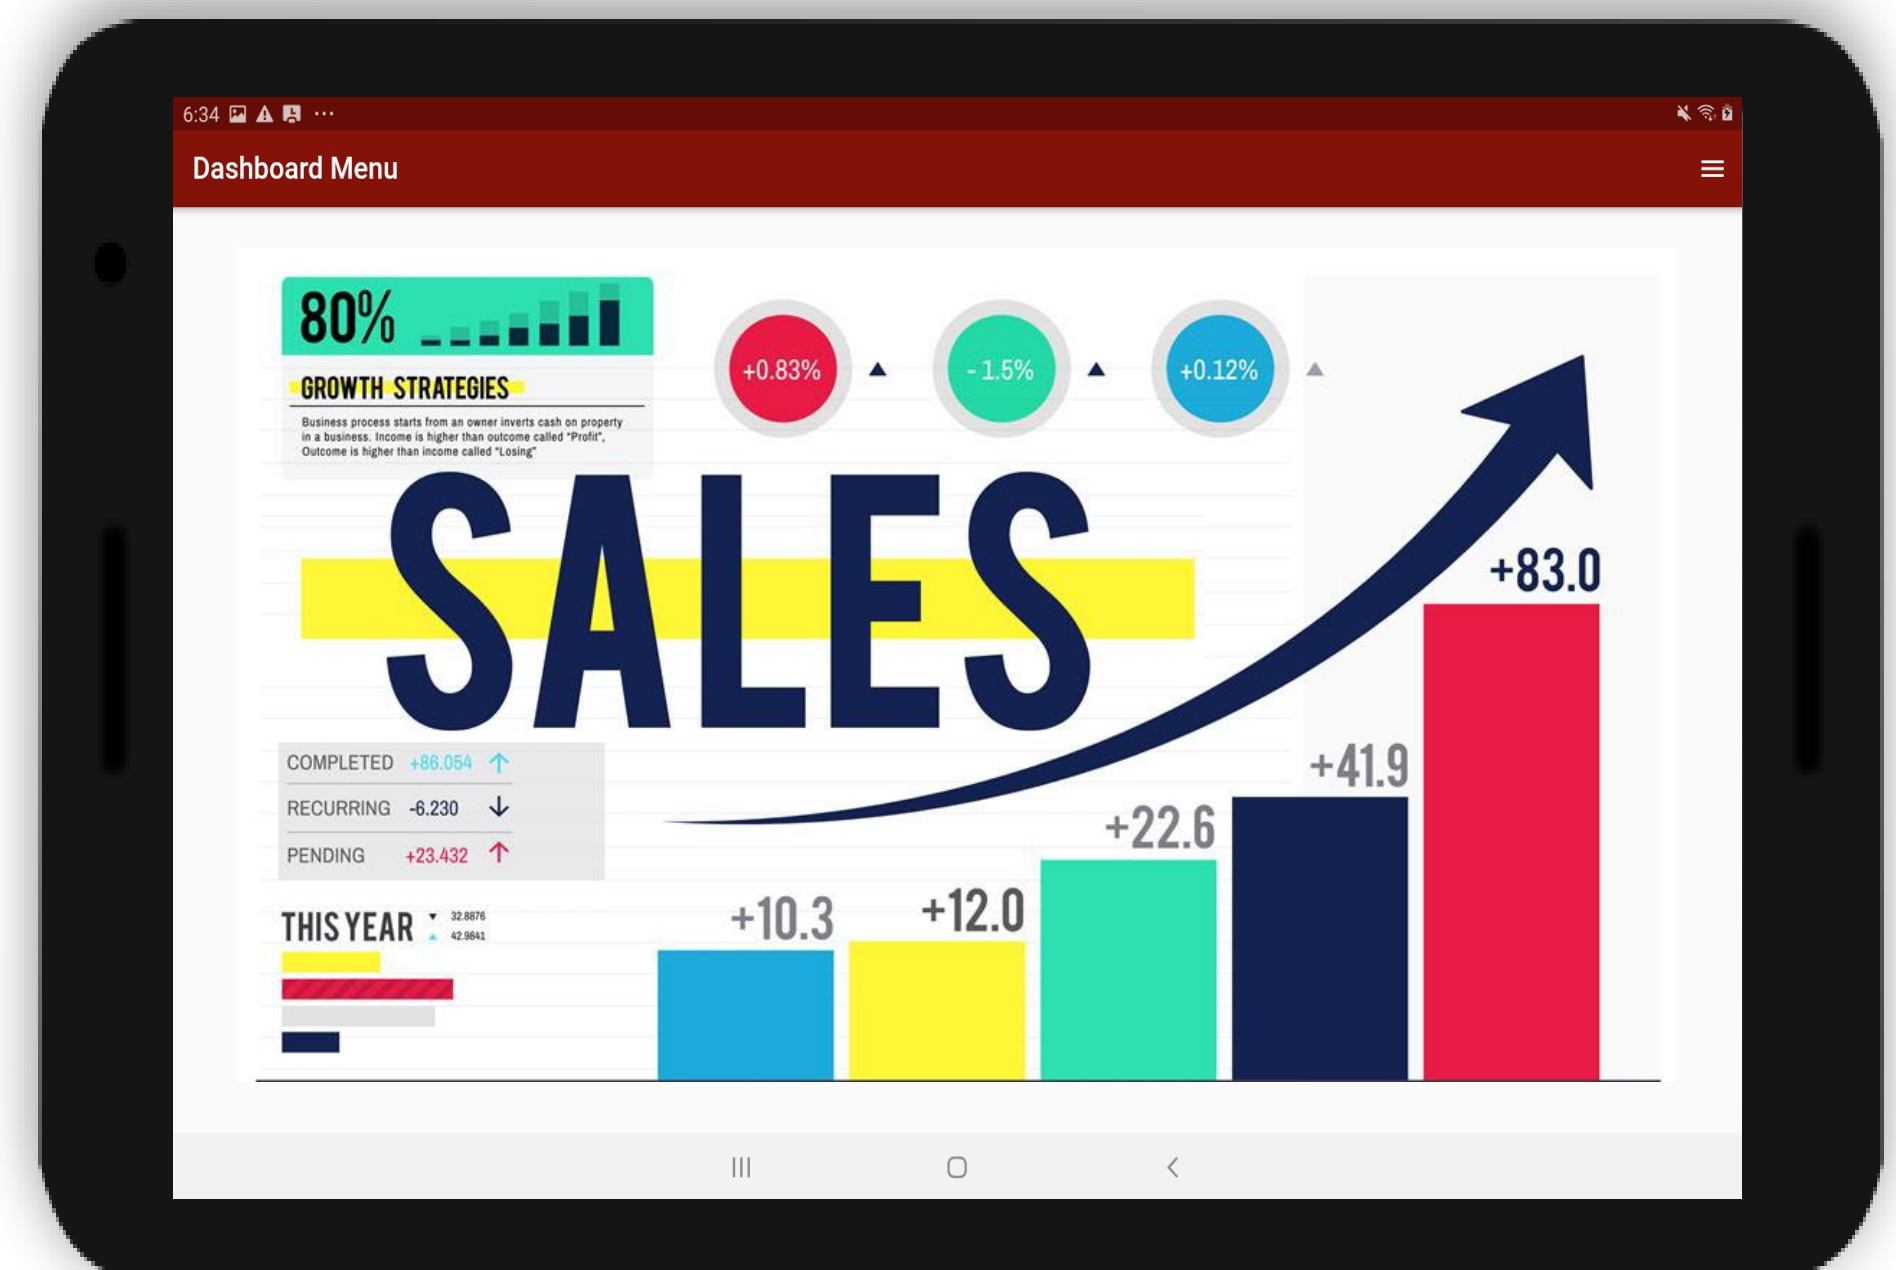 6:34
Dashboard Menu
80%
GROWTH STRATEGIES
Business process starts from an owner inverts cash on property
in a business. Income is higher than outcome called "Profit",
Outcome is higher than income called "Losing"
+0.83%
- 1.5%
+0.12%
SALES
COMPLETED +86.054
RECURRING -6.230
PENDING +23.432
THIS YEAR
32.8876
42.9841
+10.3
+12.0
+22.6
+41.9
+83.0